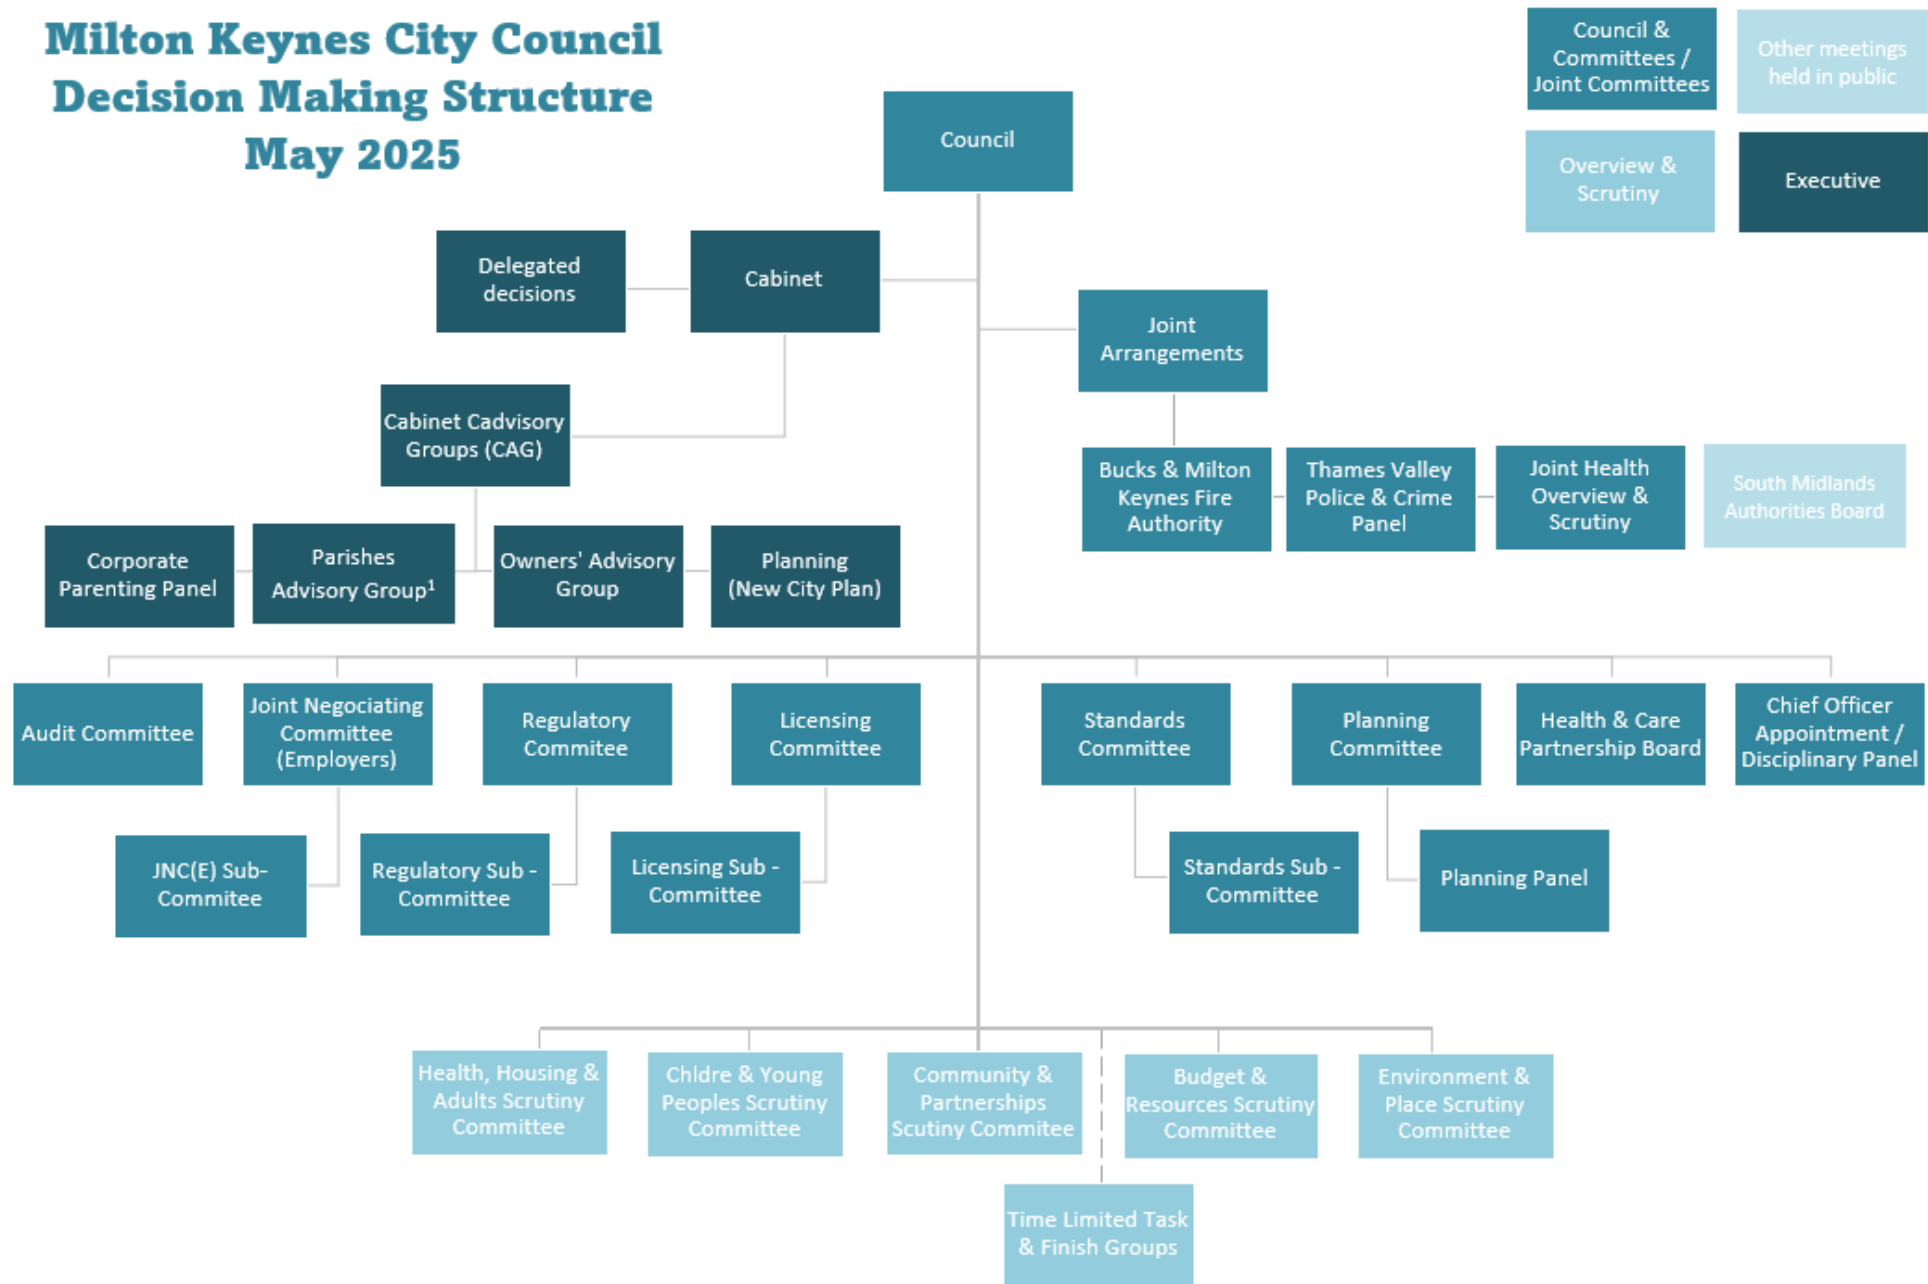 Milton Keynes City Council
Decision Making Structure
May 2025
Council &
Committees /
Joint Committees
Other meetings
held in public
Overview &
Scrutiny
Executive
Council
Delegated
decisions
Cabinet
Joint
Arrangements
Cabinet Cadvisory
Groups (CAG)
Bucks & Milton
Keynes Fire
Authority
Thames Valley
Police & Crime
Panel
Joint Health
Overview &
Scrutiny
South Midlands
Authorities Board
Corporate
Parenting Panel
Parishes
Advisory Group¹
Owners' Advisory
Group
Planning
(New City Plan)
Audit Committee
Joint Negociating
Committee
(Employers)
Regulatory
Commitee
Licensing
Committee
Standards
Committee
Planning
Committee
Health & Care
Partnership Board
Chief Officer
Appointment /
Disciplinary Panel
JNC(E) Sub-
Commitee
Regulatory Sub -
Committee
Licensing Sub -
Committee
Standards Sub -
Committee
Planning Panel
Health, Housing &
Adults Scrutiny
Committee
Chldre & Young
Peoples Scrutiny
Committee
Community &
Partnerships
Scutiny Commitee
Budget &
Resources Scrutiny
Committee
Environment &
Place Scrutiny
Committee
Time Limited Task
& Finish Groups